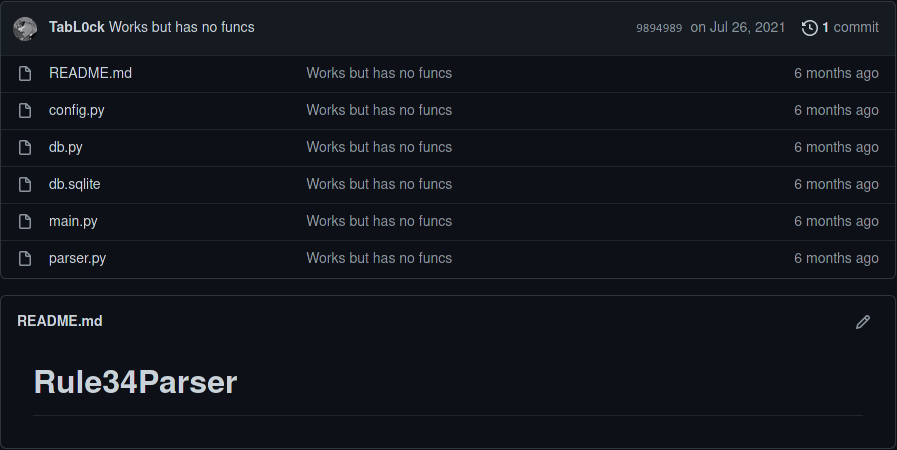 TabL0ck Works but has no funcs 9894989 on Jul 26, 2021 1 commit
README.md Works but has no funcs 6 months ago
config.py Works but has no funcs 6 months ago
db.py Works but has no funcs 6 months ago
db.sqlite Works but has no funcs 6 months ago
main.py Works but has no funcs 6 months ago
parser.py Works but has no funcs 6 months ago
README.md
Rule34Parser